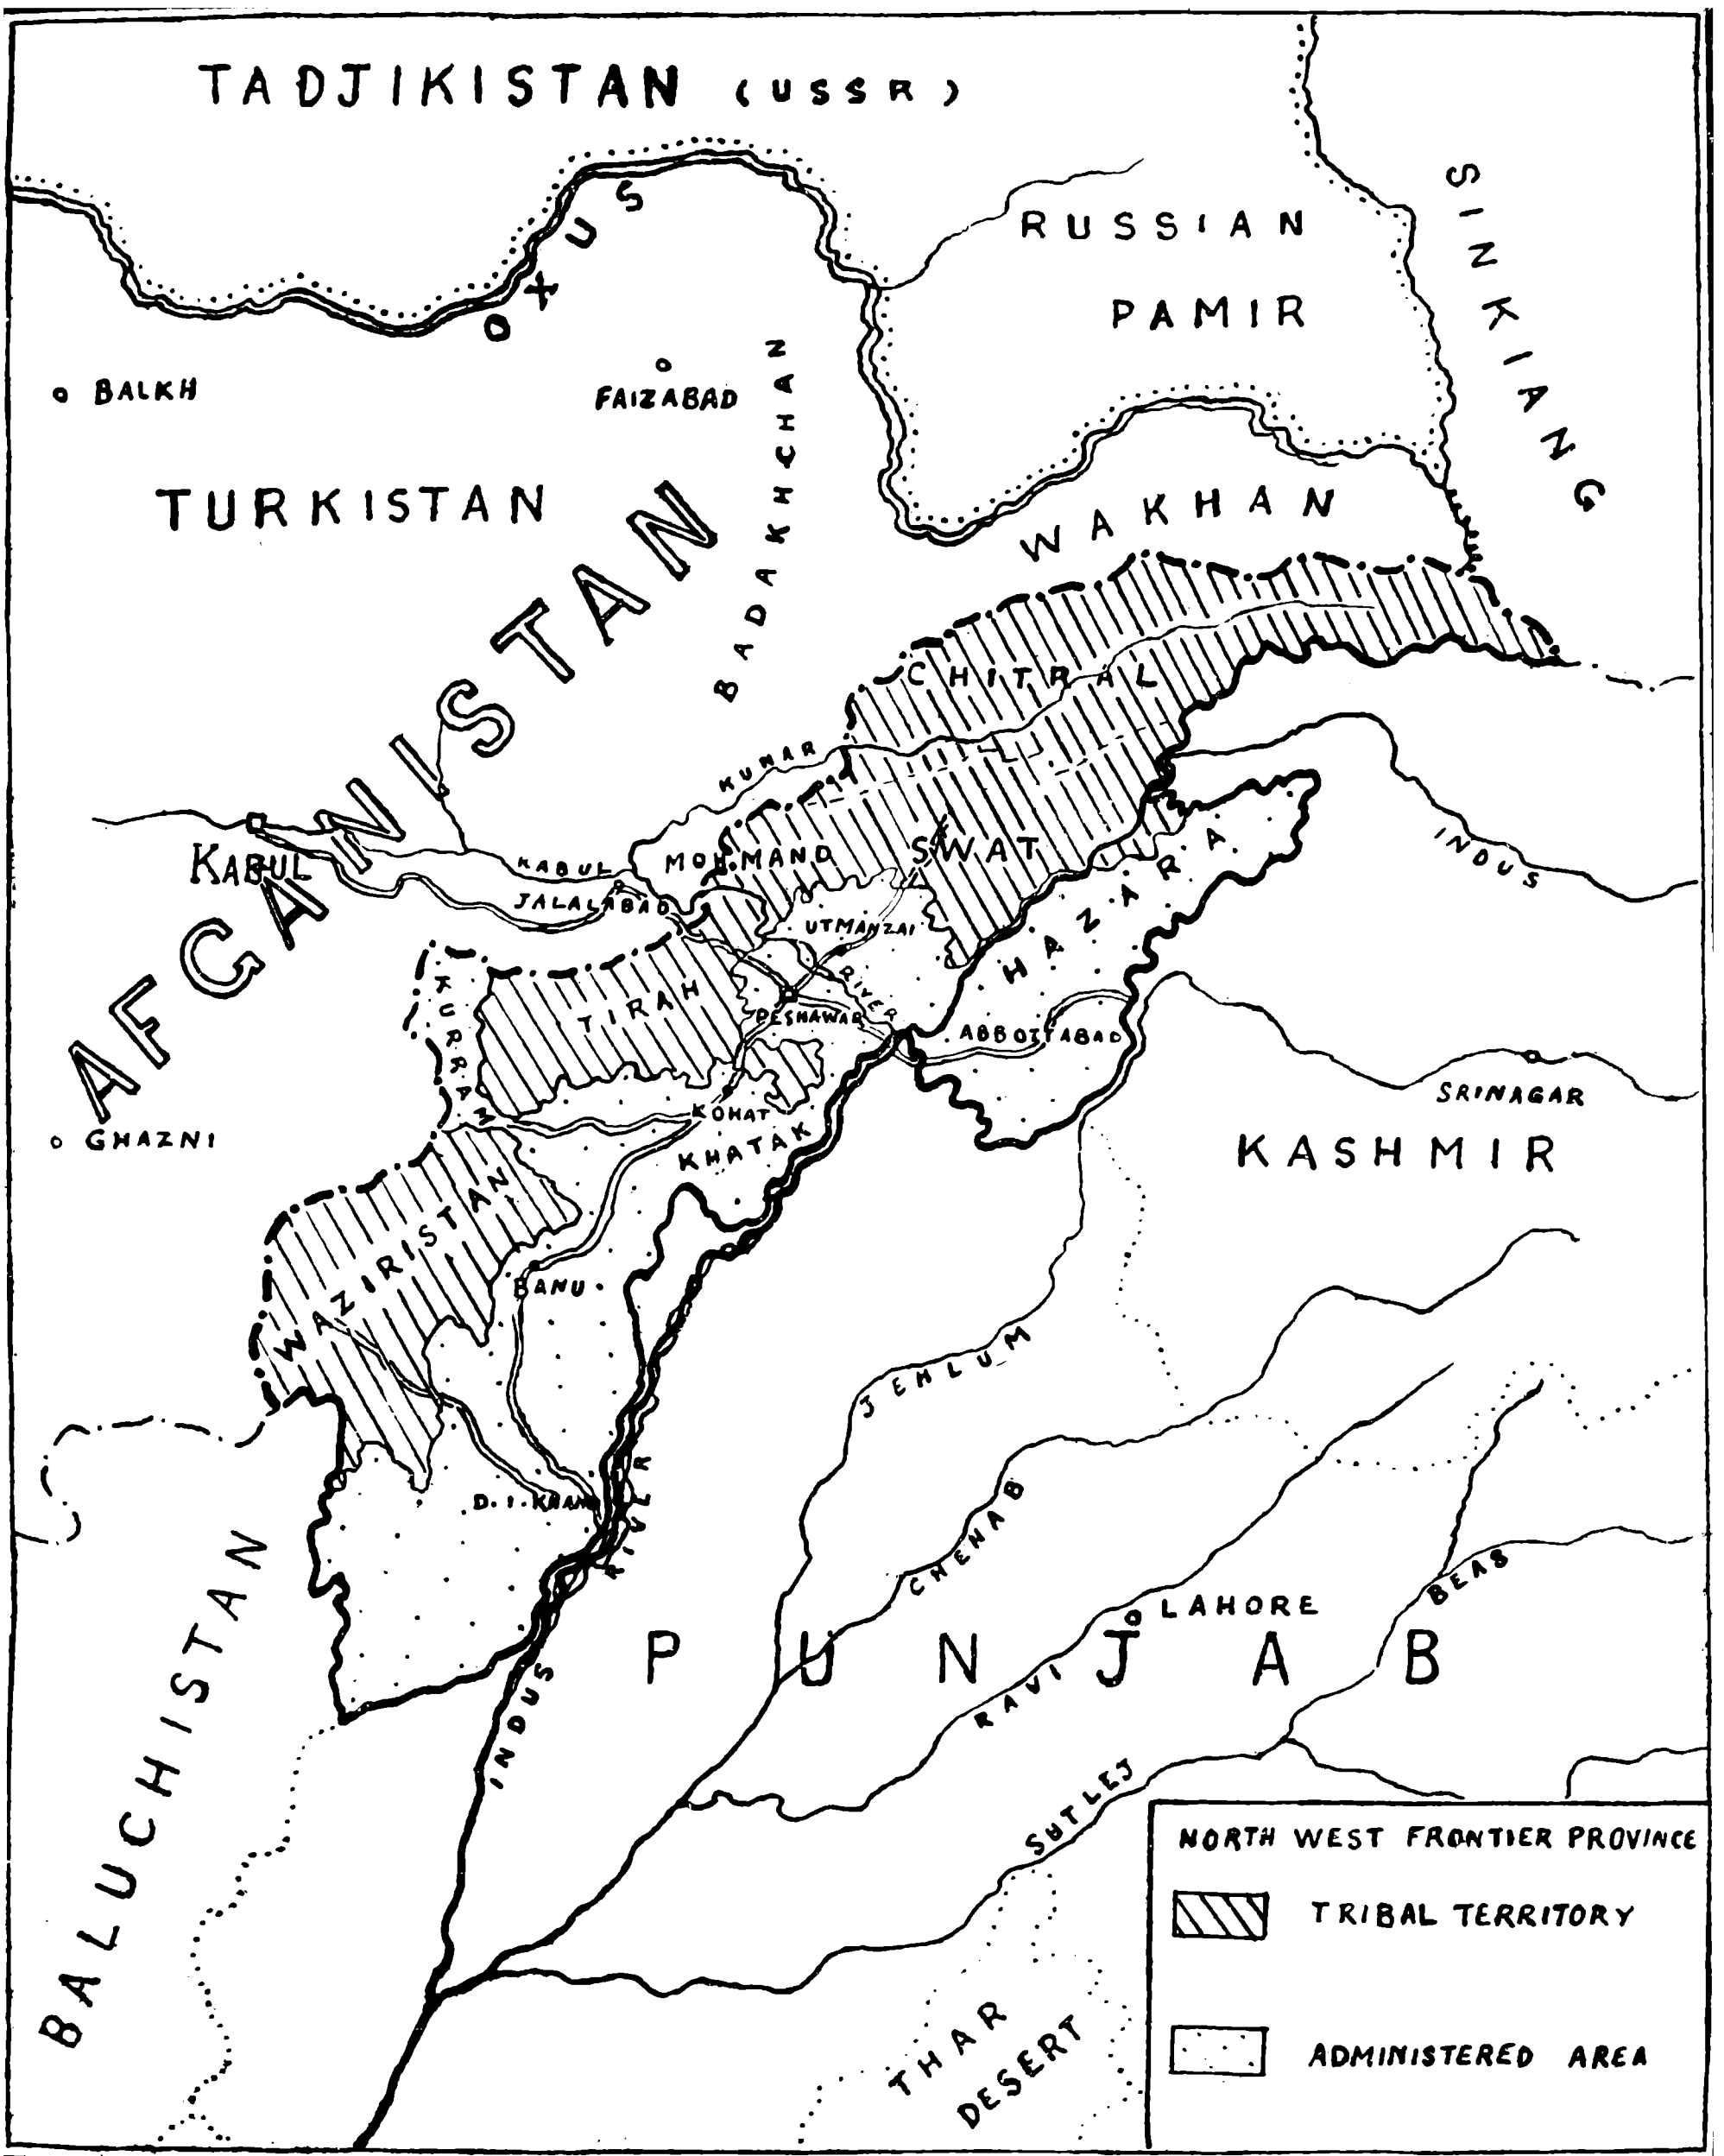 TADJIKISTAN (USSR)
SINKIANG
RUSSIAN
PAMIR
OXUS
BALKH
FAIZABAD
BADAKHCHAN
TURKISTAN
WAKHAN
AFGANISTAN
CHITRAL
KUNAR
INDUS
KABUL
KABUL
MOHMAND
SWAT
HAZARA
JALALABAD
UTMANZAI
RIVER
KURRAM
TIRAH
PESHAWAR
ABBOTTABAD
SRINAGAR
KASHMIR
GHAZNI
KOHAT
KHATAK
WAZIRISTAN
BANU
JEHLUM
D.I.KHAN
RIVER
CHENAB
LAHORE
BEAS
PUNJAB
RAVI
INDUS
BALUCHISTAN
SUTLEJ
THAR
DESERT
NORTH WEST FRONTIER PROVINCE
TRIBAL TERRITORY
ADMINISTERED AREA